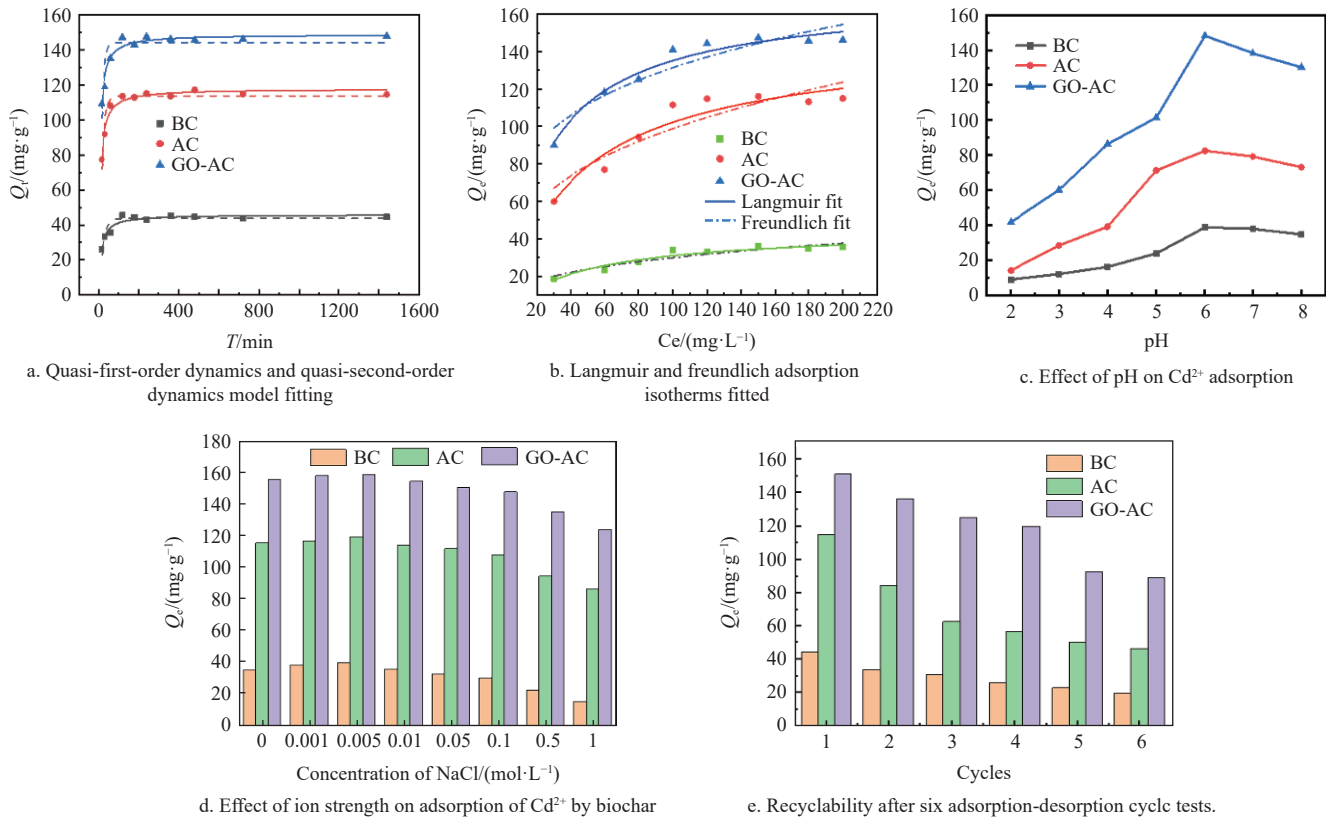 160
140
120
100
80
60
40
20
0
Qt/(mg·g⁻¹)
BC
AC
GO-AC
0
400
800
1200
1600
T/min
a. Quasi-first-order dynamics and quasi-second-order
dynamics model fitting
160
140
120
100
80
60
40
20
Qe/(mg·g⁻¹)
BC
AC
GO-AC
Langmuir fit
Freundlich fit
20 40 60 80 100 120 140 160 180 200 220
Ce/(mg·L⁻¹)
b. Langmuir and freundlich adsorption
isotherms fitted
160
140
120
100
80
60
40
20
0
Qe/(mg·g⁻¹)
BC
AC
GO-AC
2 3 4 5 6 7 8
pH
c. Effect of pH on Cd²⁺ adsorption
180
160
140
120
100
80
60
40
20
0
Qe/(mg·g⁻¹)
BC AC GO-AC
0 0.001 0.005 0.01 0.05 0.1 0.5 1
Concentration of NaCl/(mol·L⁻¹)
d. Effect of ion strength on adsorption of Cd²⁺ by biochar
160
140
120
100
80
60
40
20
0
Qe/(mg·g⁻¹)
BC
AC
GO-AC
1 2 3 4 5 6
Cycles
e. Recyclability after six adsorption-desorption cyclc tests.